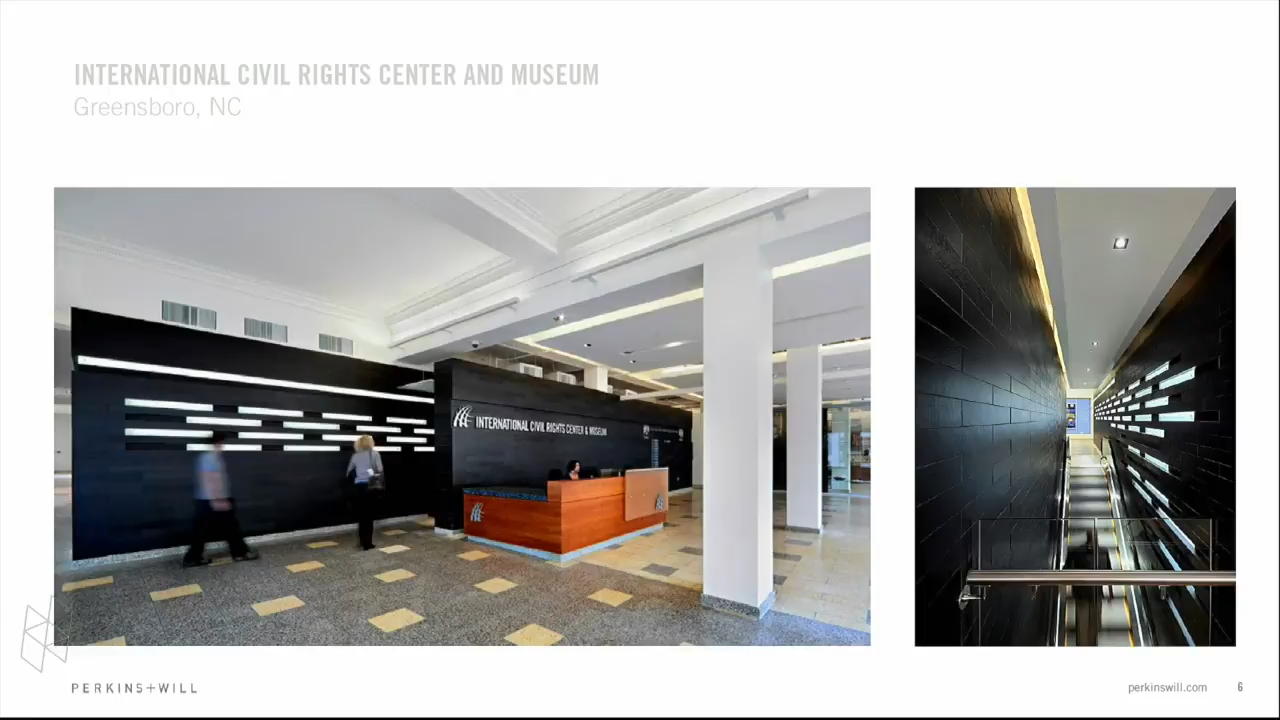 INTERNATIONAL CIVIL RIGHTS CENTER AND MUSEUM
Greensboro, NC
INTERNATIONAL CIVIL RIGHTS CENTER & MUSEUM
PERKINS+WILL
perkinswill.com
6